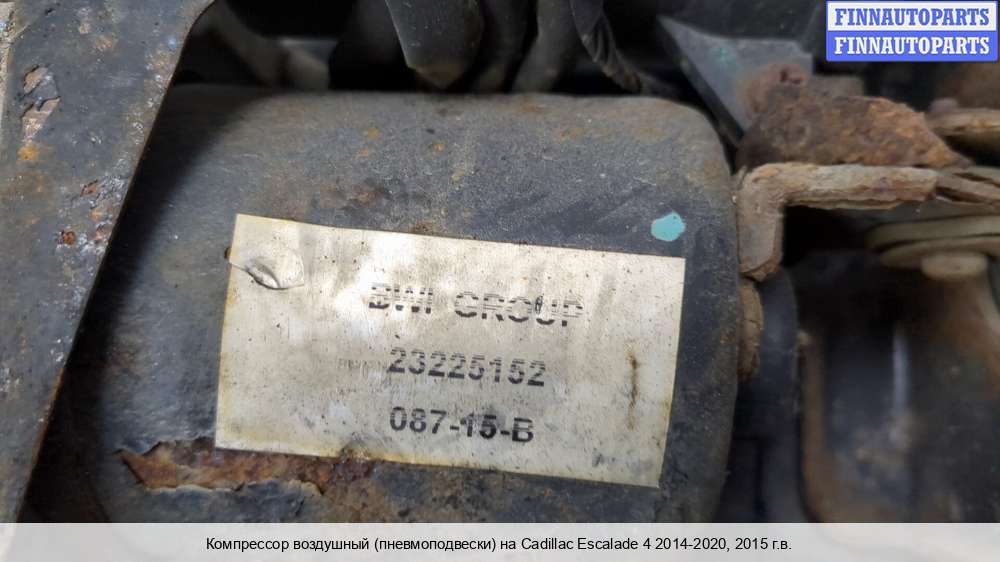 FINNAUTOPARTS
FINNAUTOPARTS
BWI GROUP
23225152
087-15-B
Компрессор воздушный (пневмоподвески) на Cadillac Escalade 4 2014-2020, 2015 г.в.